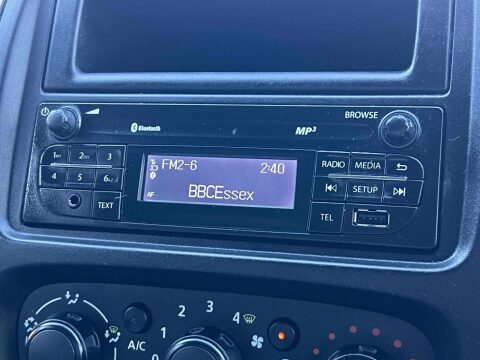 BROWSE
Bluetooth
MP3
1 2 3
4 5 6
TEXT
FM2-6 2:40
AF
BBCEssex
RADIO MEDIA
SETUP
TEL
A/C
0 1 2 3 4